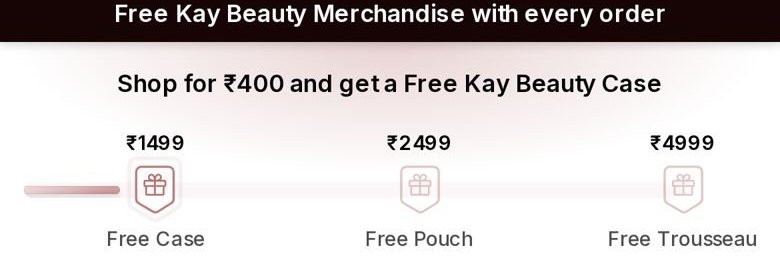 Free Kay Beauty Merchandise with every order
Shop for ₹400 and get a Free Kay Beauty Case
₹1499 ₹2499 ₹4999
Free Case Free Pouch Free Trousseau